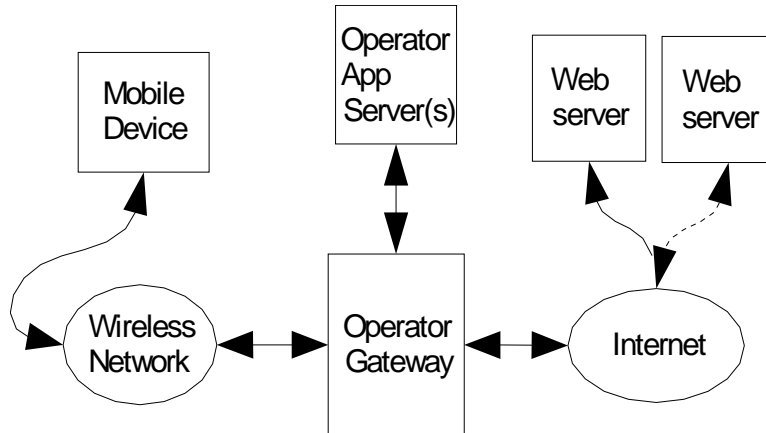 Mobile
Device
Operator
App
Server(s)
Web
server
Web
server
Wireless
Network
Operator
Gateway
Internet